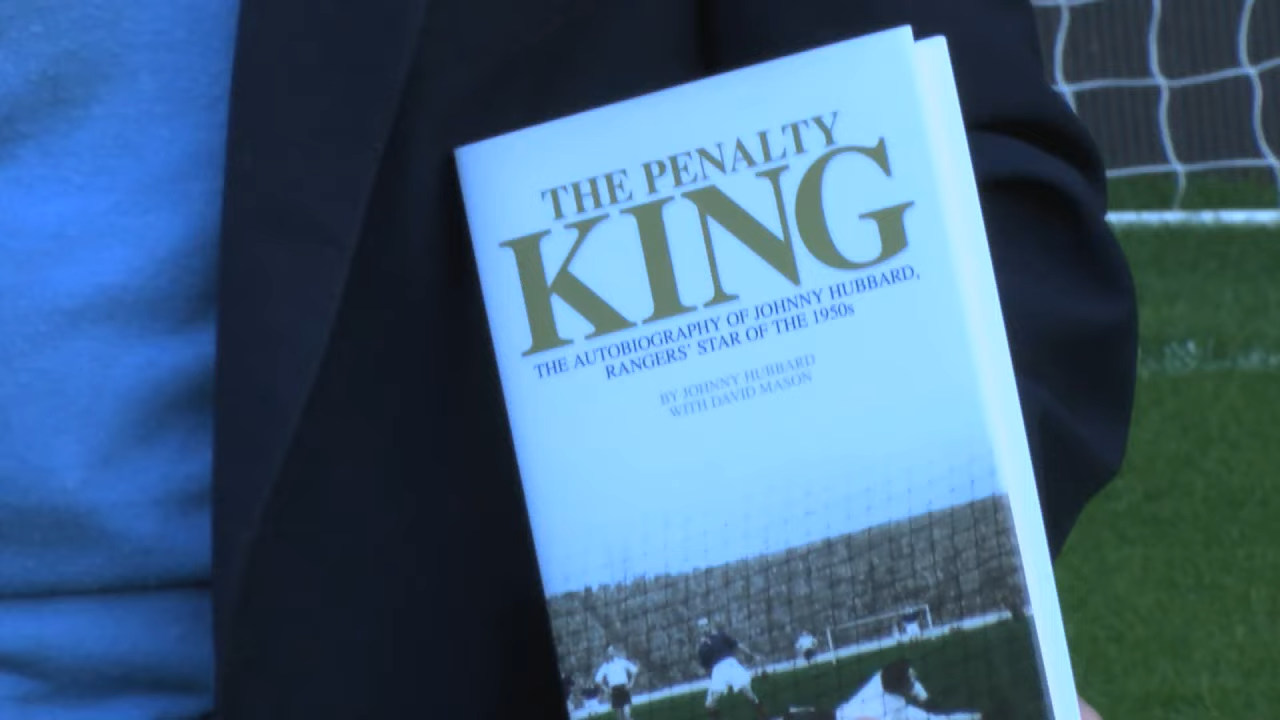 THE PENALTY
KING
THE AUTOBIOGRAPHY OF JOHNNY HUBBARD,
RANGERS' STAR OF THE 1950s
BY JOHNNY HUBBARD
WITH DAVID MASON